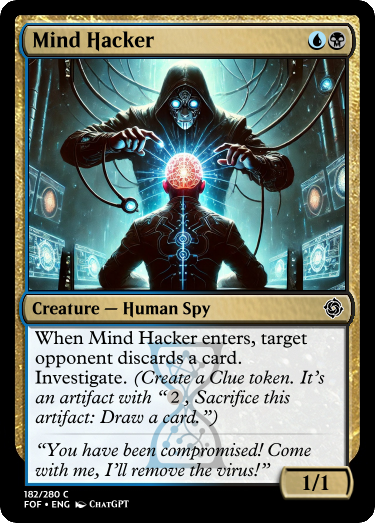 Mind Hacker
Creature — Human Spy
When Mind Hacker enters, target
opponent discards a card.
Investigate. (Create a Clue token. It's
an artifact with “2, Sacrifice this
artifact: Draw a card.”)
“You have been compromised! Come
with me, I'll remove the virus!”
1/1
182/280 C
FOF • ENG ChatGPT